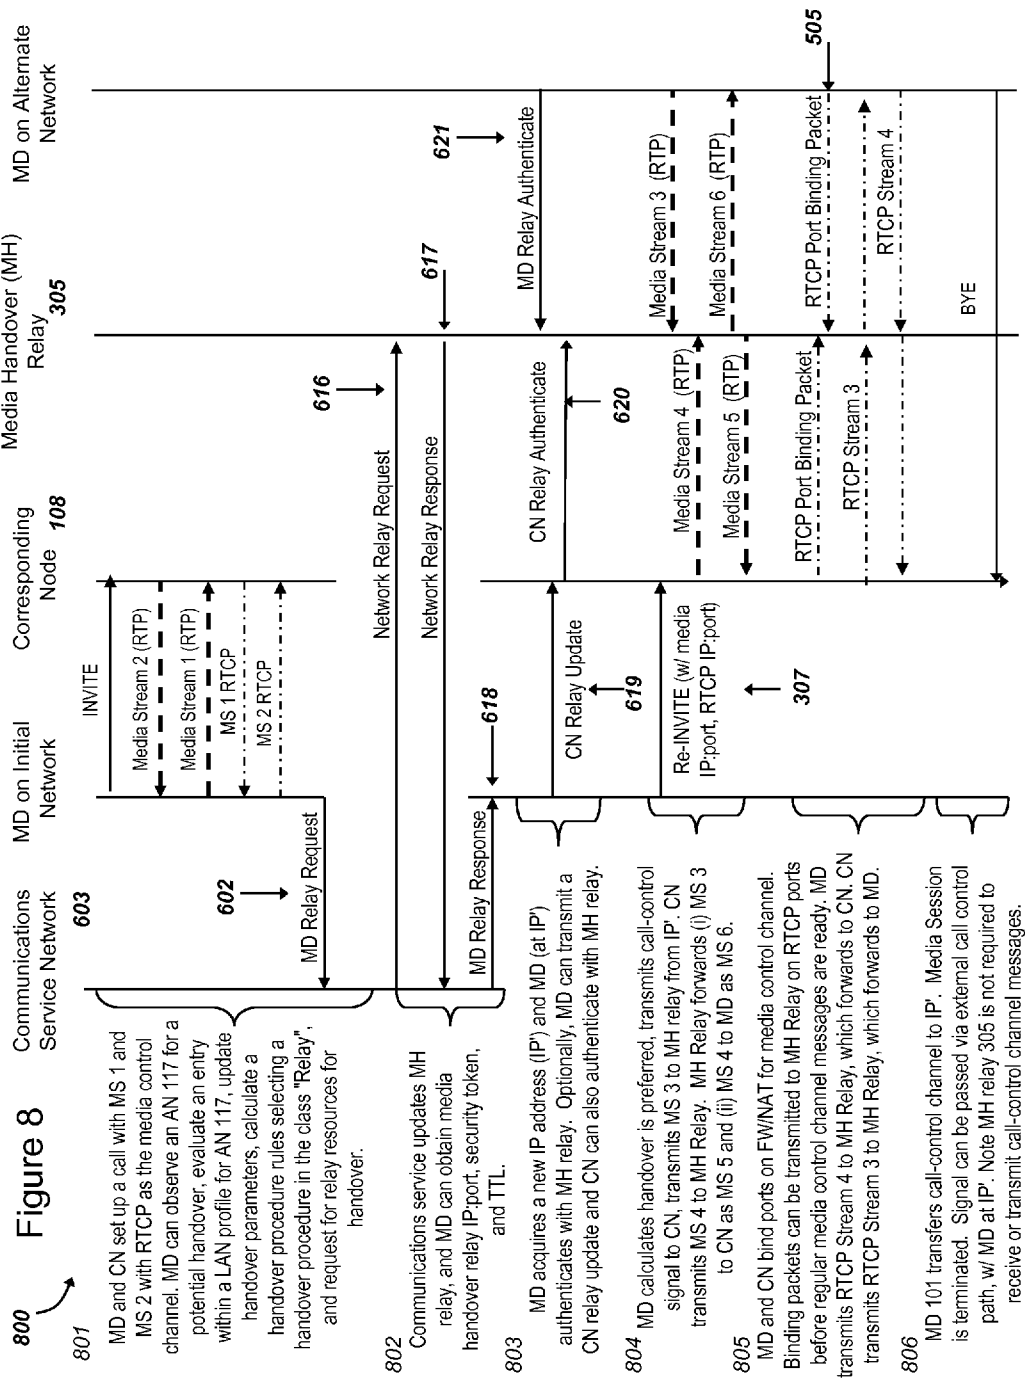 800
Figure 8
Communications
Service Network
603
MD on Initial
Network
Corresponding
Node
108
Media Handover (MH)
Relay
305
MD on Alternate
Network
801
MD and CN set up a call with MS 1 and
MS 2 with RTCP as the media control
channel. MD can observe an AN 117 for a
potential handover, evaluate an entry
within a LAN profile for AN 117, update
handover parameters, calculate a
handover procedure rules selecting a
handover procedure in the class "Relay",
and request for relay resources for
handover.
INVITE
Media Stream 2 (RTP)
Media Stream 1 (RTP)
MS 1 RTCP
MS 2 RTCP
602
MD Relay Request
802
Communications service updates MH
relay, and MD can obtain media
handover relay IP:port, security token,
and TTL.
616
Network Relay Request
617
Network Relay Response
618
MD Relay Response
803
MD acquires a new IP address (IP') and MD (at IP')
authenticates with MH relay. Optionally, MD can transmit a
CN relay update and CN can also authenticate with MH relay.
621
MD Relay Authenticate
CN Relay Authenticate
620
CN Relay Update
619
804
MD calculates handover is preferred, transmits call-control
signal to CN, transmits MS 3 to MH relay from IP'. CN
transmits MS 4 to MH Relay. MH Relay forwards (i) MS 3
to CN as MS 5 and (ii) MS 4 to MD as MS 6.
Re-INVITE (w/ media
IP:port, RTCP IP:port)
307
Media Stream 3 (RTP)
Media Stream 4 (RTP)
Media Stream 6 (RTP)
Media Stream 5 (RTP)
805
MD and CN bind ports on FW/NAT for media control channel.
Binding packets can be transmitted to MH Relay on RTCP ports
before regular media control channel messages are ready. MD
transmits RTCP Stream 4 to MH Relay, which forwards to CN. CN
transmits RTCP Stream 3 to MH Relay, which forwards to MD.
505
RTCP Port Binding Packet
RTCP Port Binding Packet
RTCP Stream 3
RTCP Stream 4
806
MD 101 transfers call-control channel to IP'. Media Session
is terminated. Signal can be passed via external call control
path, w/ MD at IP'. Note MH relay 305 is not required to
receive or transmit call-control channel messages.
BYE